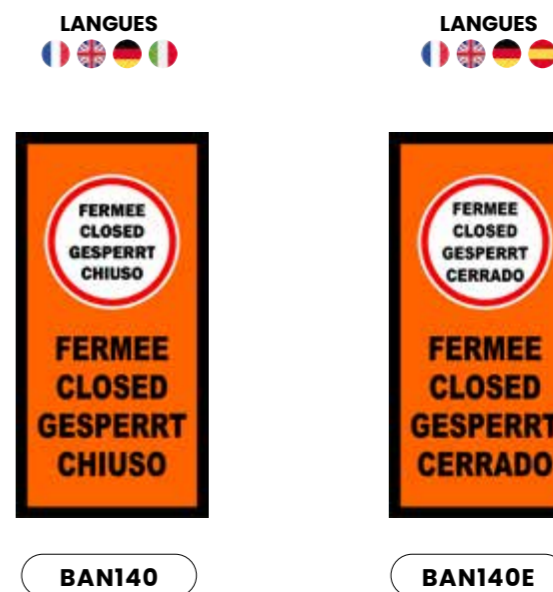 LANGUES
FERMEE
CLOSED
GESPERRT
CHIUSO
FERMEE
CLOSED
GESPERRT
CHIUSO
BAN140
LANGUES
FERMEE
CLOSED
GESPERRT
CERRADO
FERMEE
CLOSED
GESPERRT
CERRADO
BAN140E